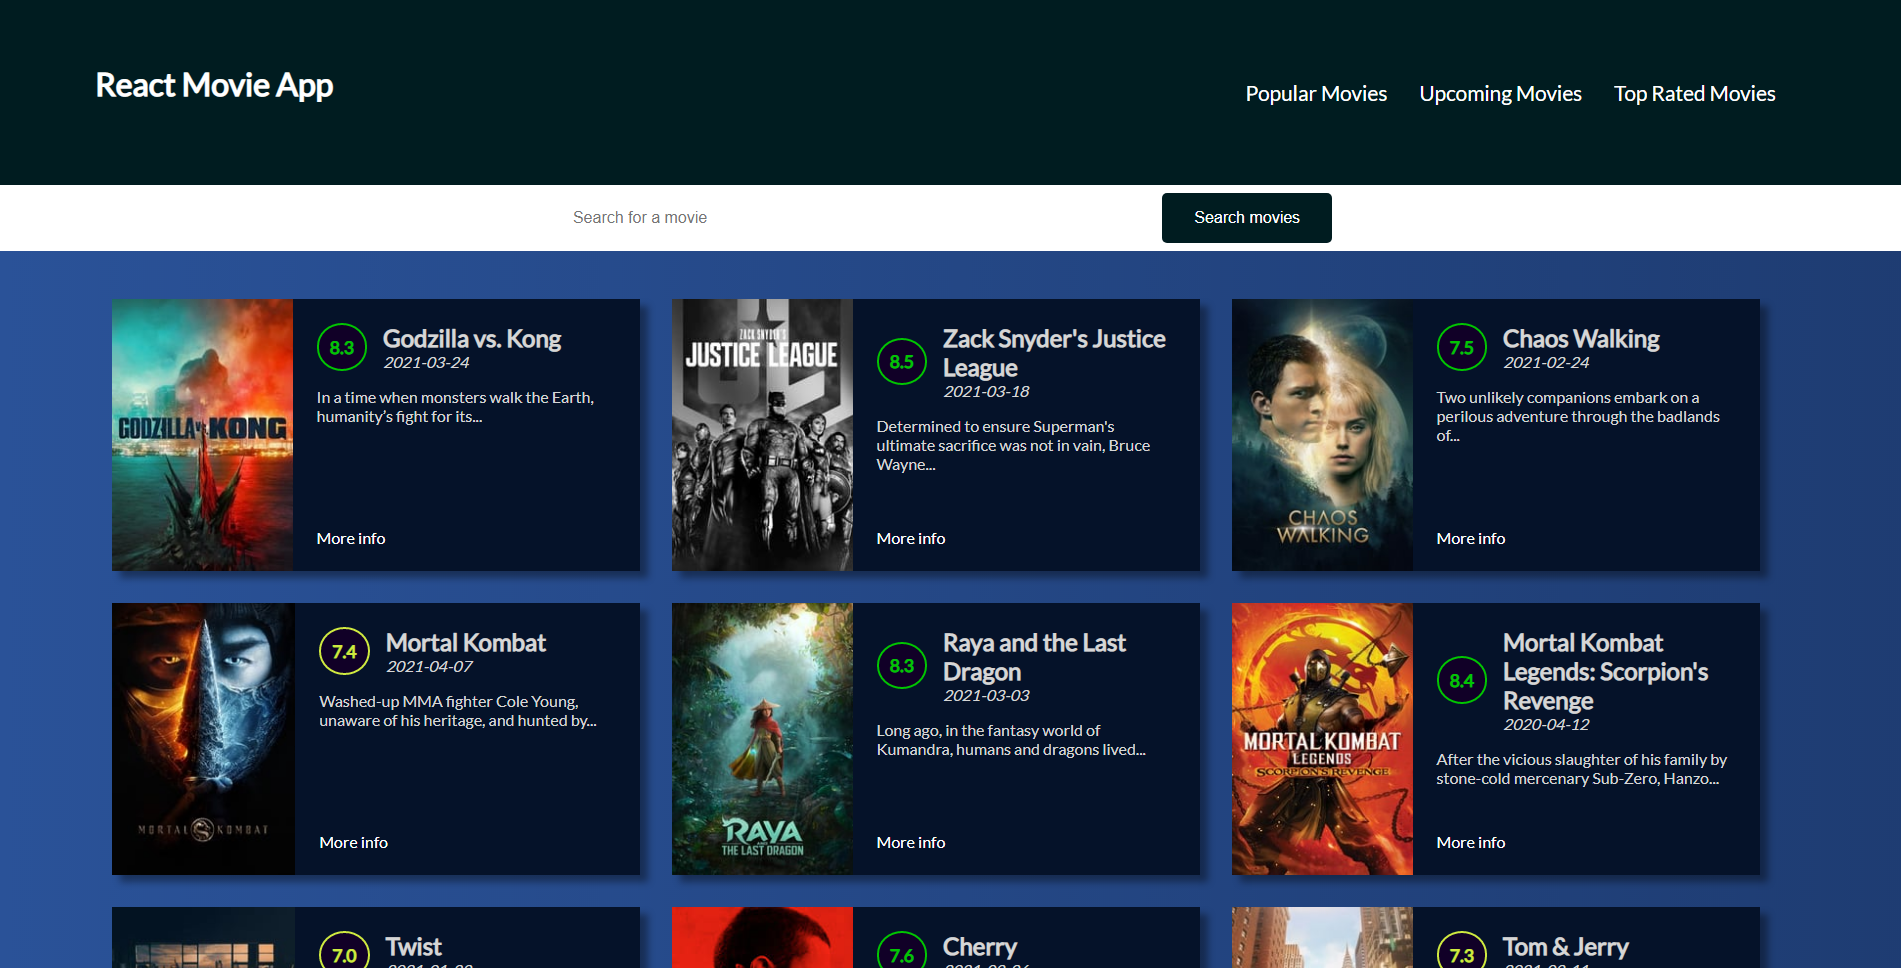 React Movie App
Popular Movies
Upcoming Movies
Top Rated Movies
Search for a movie
Search movies
GODZILLA VS. KONG
8.3
Godzilla vs. Kong
2021-03-24
In a time when monsters walk the Earth,
humanity’s fight for its...
More info
ZACK SNYDER'S
JUSTICE LEAGUE
8.5
Zack Snyder's Justice
League
2021-03-18
Determined to ensure Superman's
ultimate sacrifice was not in vain, Bruce
Wayne...
More info
CHAOS
WALKING
7.5
Chaos Walking
2021-02-24
Two unlikely companions embark on a
perilous adventure through the badlands
of...
More info
MORTAL KOMBAT
7.4
Mortal Kombat
2021-04-07
Washed-up MMA fighter Cole Young,
unaware of his heritage, and hunted by...
More info
RAYA
AND
THE LAST DRAGON
8.3
Raya and the Last
Dragon
2021-03-03
Long ago, in the fantasy world of
Kumandra, humans and dragons lived...
More info
MORTAL KOMBAT
LEGENDS
SCORPION'S REVENGE
8.4
Mortal Kombat
Legends: Scorpion's
Revenge
2020-04-12
After the vicious slaughter of his family by
stone-cold mercenary Sub-Zero, Hanzo...
More info
7.0
Twist
7.6
Cherry
7.3
Tom & Jerry